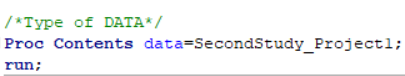 /*Type of DATA*/
Proc Contents data=SecondStudy_Project1;
run;